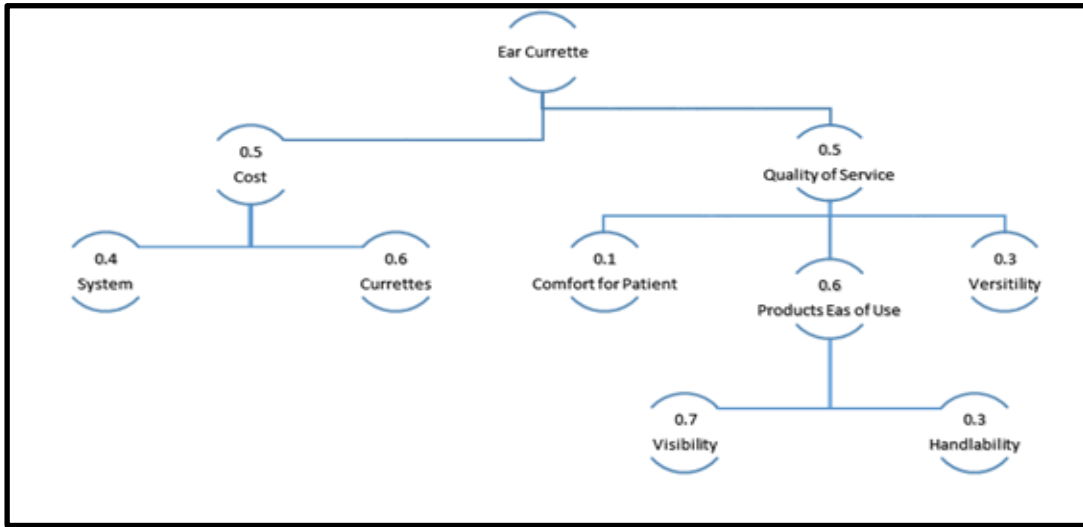 Ear Currette
0.5
Cost
0.5
Quality of Service
0.4
System
0.6
Currettes
0.1
Comfort for Patient
0.6
Products Eas of Use
0.3
Versitility
0.7
Visibility
0.3
Handlability